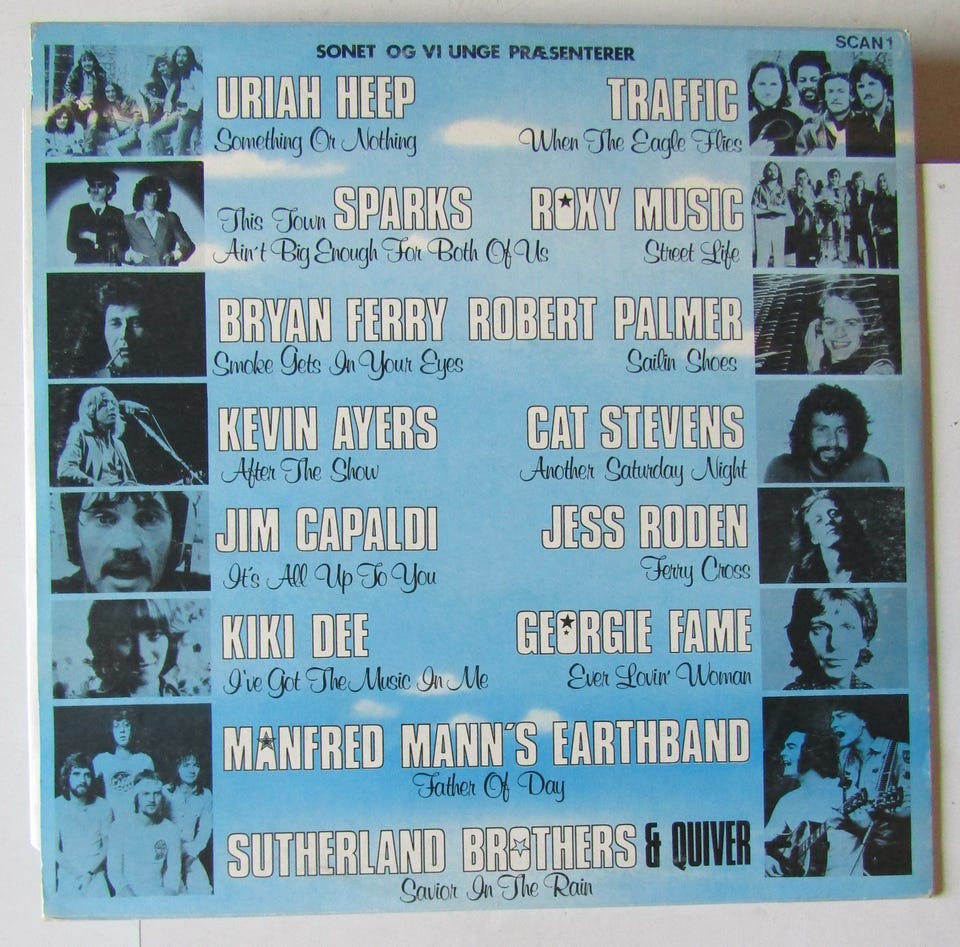 SONET OG VI UNGE PRÆSENTERER
SCAN 1
URIAH HEEP
Something Or Nothing
TRAFFIC
When The Eagle Flies
This Town SPARKS
Ain't Big Enough For Both Of Us
ROXY MUSIC
Street Life
BRYAN FERRY
Smoke Gets In Your Eyes
ROBERT PALMER
Sailin Shoes
KEVIN AYERS
After The Show
CAT STEVENS
Another Saturday Night
JIM CAPALDI
It's All Up To You
JESS RODEN
Ferry Cross
KIKI DEE
I've Got The Music In Me
GEORGIE FAME
Ever Lovin' Woman
MANFRED MANN'S EARTHBAND
Father Of Day
SUTHERLAND BROTHERS & QUIVER
Savior In The Rain